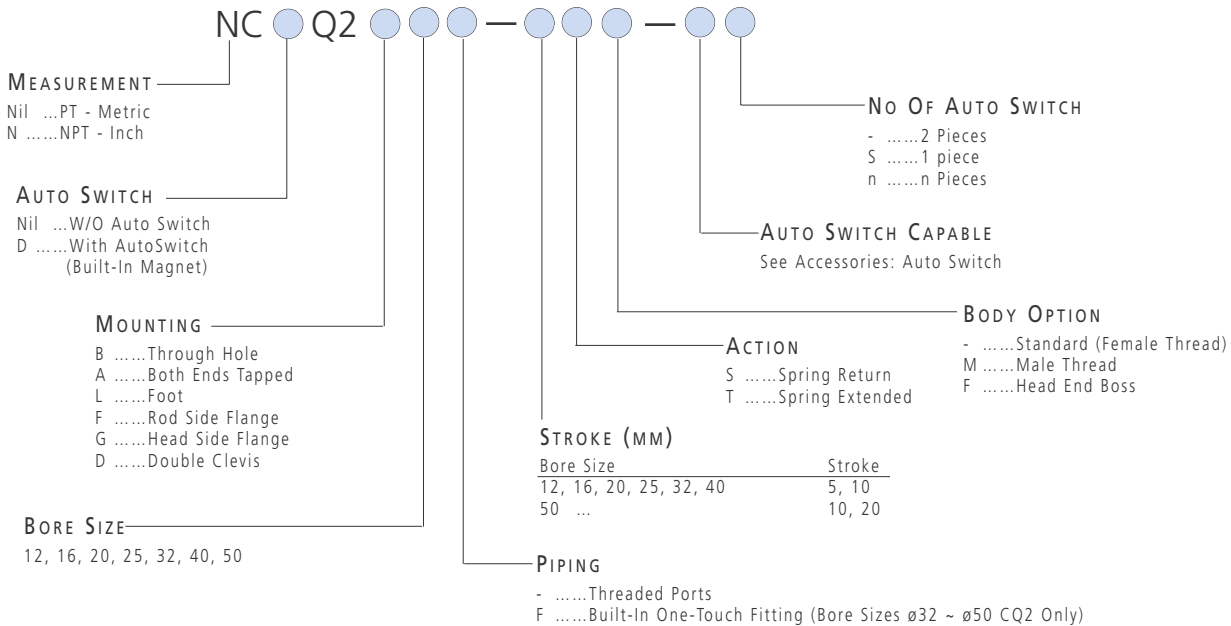 NC Q2 — —
MEASUREMENT
Nil ...PT - Metric
N ......NPT - Inch
AUTO SWITCH
Nil ...W/O Auto Switch
D ......With AutoSwitch
(Built-In Magnet)
MOUNTING
B ......Through Hole
A ......Both Ends Tapped
L ......Foot
F ......Rod Side Flange
G ......Head Side Flange
D ......Double Clevis
BORE SIZE
12, 16, 20, 25, 32, 40, 50
NO OF AUTO SWITCH
- ......2 Pieces
S ......1 piece
n ......n Pieces
AUTO SWITCH CAPABLE
See Accessories: Auto Switch
BODY OPTION
- ......Standard (Female Thread)
M ......Male Thread
F ......Head End Boss
ACTION
S ......Spring Return
T ......Spring Extended
STROKE (MM)
Bore Size Stroke
12, 16, 20, 25, 32, 40 5, 10
50 ... 10, 20
PIPING
- ......Threaded Ports
F ......Built-In One-Touch Fitting (Bore Sizes ø32 ~ ø50 CQ2 Only)